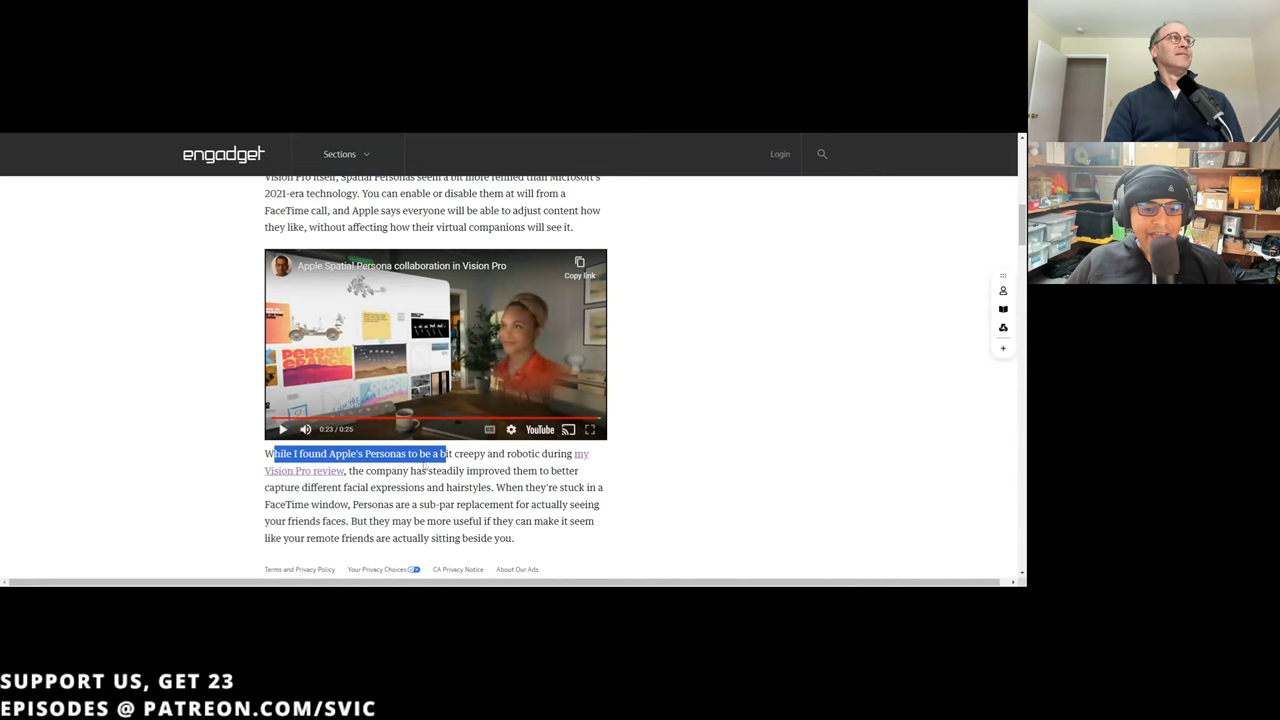 engadget
Sections
Login
Vision Pro itself, Spatial Personas seem a bit more refined than Microsoft's
2021-era technology. You can enable or disable them at will from a
FaceTime call, and Apple says everyone will be able to adjust content how
they like, without affecting how their virtual companions will see it.
Apple Spatial Persona collaboration in Vision Pro
Copy link
PERSEV
ERANCE
0:23 / 0:25
YouTube
While I found Apple's Personas to be a bit creepy and robotic during my
Vision Pro review, the company has steadily improved them to better
capture different facial expressions and hairstyles. When they're stuck in a
FaceTime window, Personas are a sub-par replacement for actually seeing
your friends faces. But they may be more useful if they can make it seem
like your remote friends are actually sitting beside you.
Terms and Privacy Policy
Your Privacy Choices
CA Privacy Notice
About Our Ads
SUPPORT US, GET 23
EPISODES @ PATREON.COM/SVIC